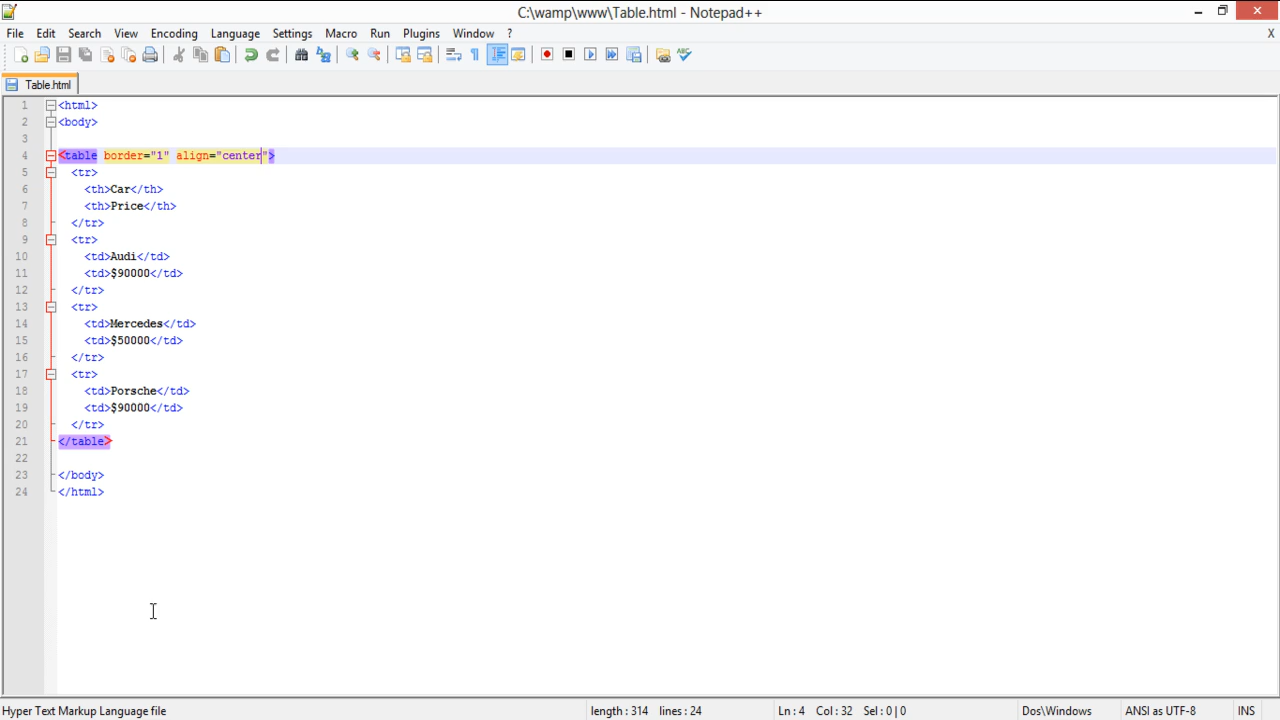 C:\wamp\www\Table.html - Notepad++
File Edit Search View Encoding Language Settings Macro Run Plugins Window ? X
Table.html
1 <html>
2 <body>
3
4 <table border="1" align="center">
5 <tr>
6 <th>Car</th>
7 <th>Price</th>
8 </tr>
9 <tr>
10 <td>Audi</td>
11 <td>$90000</td>
12 </tr>
13 <tr>
14 <td>Mercedes</td>
15 <td>$50000</td>
16 </tr>
17 <tr>
18 <td>Porsche</td>
19 <td>$90000</td>
20 </tr>
21 </table>
22
23 </body>
24 </html>
Hyper Text Markup Language file length : 314 lines : 24 Ln : 4 Col : 32 Sel : 0 | 0 Dos\Windows ANSI as UTF-8 INS